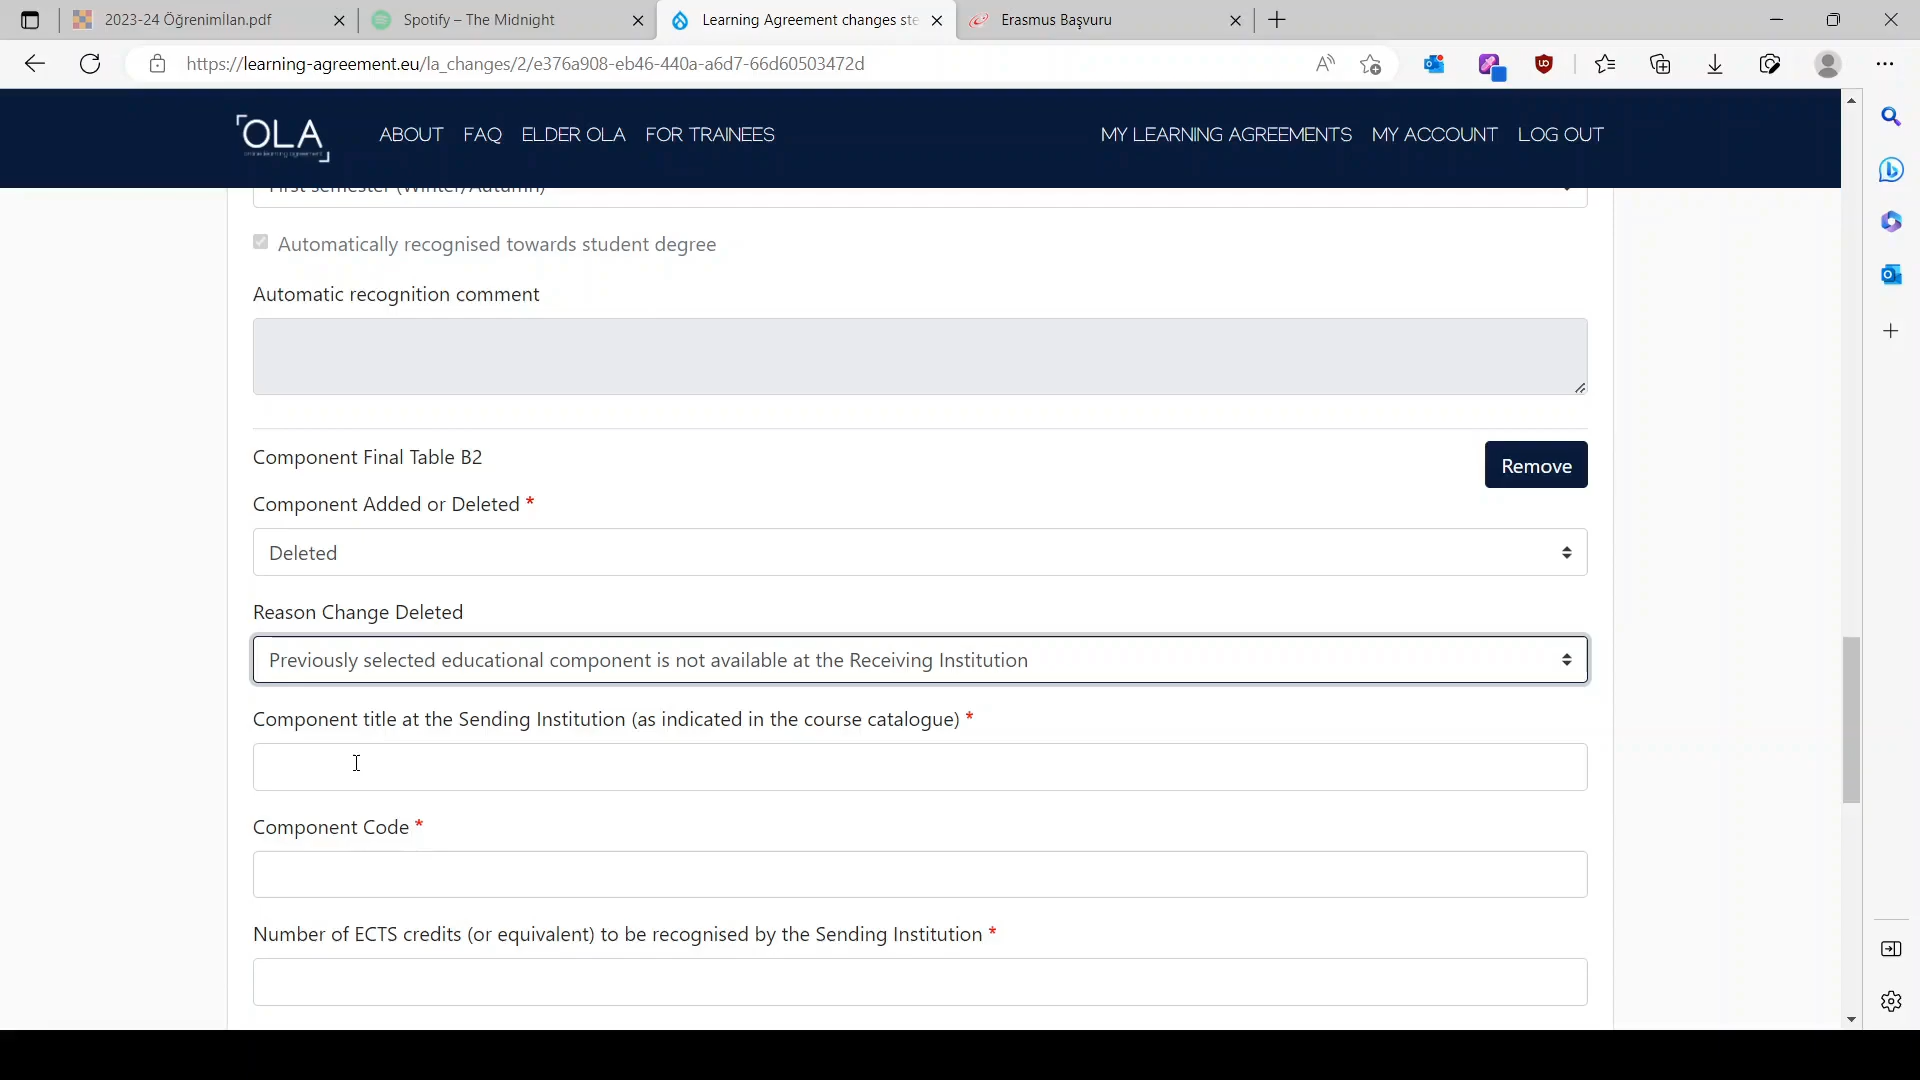 2023-24 Öğrenimİlan.pdf
Spotify – The Midnight
Learning Agreement changes ste
Erasmus Başvuru
https://learning-agreement.eu/la_changes/2/e376a908-eb46-440a-a6d7-66d60503472d
OLA
ABOUT
FAQ
ELDER OLA
FOR TRAINEES
MY LEARNING AGREEMENTS
MY ACCOUNT
LOG OUT
First semester (Winter/Autumn)
Automatically recognised towards student degree
Automatic recognition comment
Component Final Table B2
Remove
Component Added or Deleted *
Deleted
Reason Change Deleted
Previously selected educational component is not available at the Receiving Institution
Component title at the Sending Institution (as indicated in the course catalogue) *
Component Code *
Number of ECTS credits (or equivalent) to be recognised by the Sending Institution *